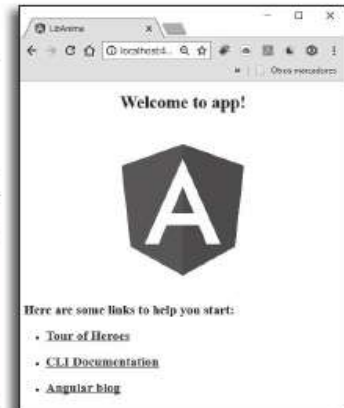 LibAnime
localhost:4...
Otros marcadores
Welcome to app!
A
Here are some links to help you start:
Tour of Heroes
CLI Documentation
Angular blog